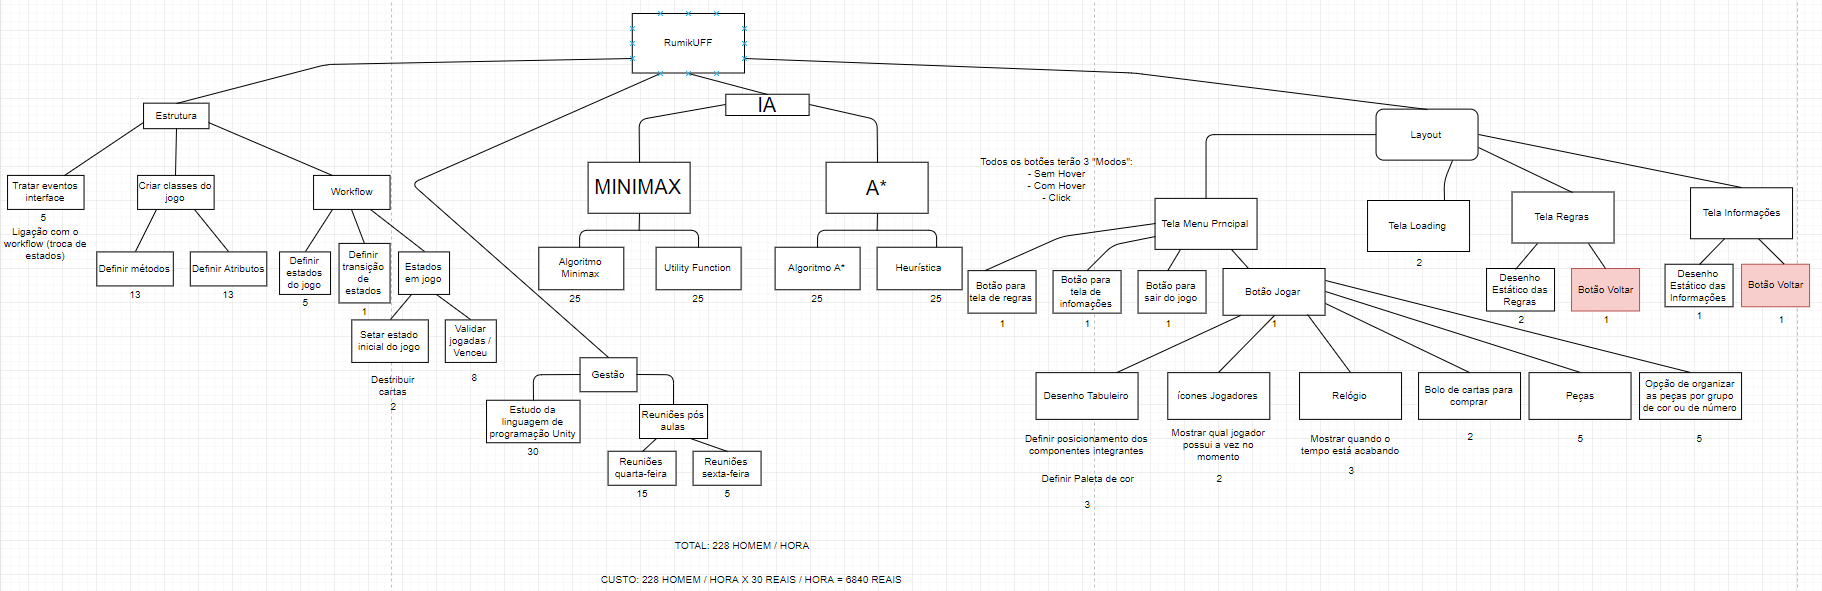 RumikUFF
Estrutura
IA
Layout
Tratar eventos
interface
5
Ligação com o
workflow (troca de
estados)
Criar classes do
jogo
Definir métodos
13
Definir Atributos
13
Workflow
Definir
estados
do jogo
5
Definir
transição
de
estados
1
Estados
em jogo
Setar estado
inicial do jogo
Destribuir
cartas
2
Validar
jogadas /
Venceu
8
Gestão
Estudo da
linguagem de
programação Unity
30
Reuniões pós
aulas
Reuniões
quarta-feira
15
Reuniões
sexta-feira
5
MINIMAX
Algoritmo
Minimax
25
Utility Function
25
A*
Algoritmo A*
25
Heurística
25
Todos os botões terão 3 "Modos":
- Sem Hover
- Com Hover
- Click
Tela Menu Prncipal
Botão para
tela de regras
1
Botão para
tela de
infomações
1
Botão para
sair do jogo
1
Botão Jogar
1
Desenho Tabuleiro
Definir posicionamento dos
componentes integrantes
Definir Paleta de cor
3
ícones Jogadores
Mostrar qual jogador
possui a vez no
momento
2
Relógio
Mostrar quando o
tempo está acabando
3
Bolo de cartas para
comprar
2
Peças
5
Opção de organizar
as peças por grupo
de cor ou de número
5
Tela Loading
2
Tela Regras
Desenho
Estático das
Regras
2
Botão Voltar
1
Tela Informações
Desenho
Estático das
Informações
1
Botão Voltar
1
TOTAL: 228 HOMEM / HORA
CUSTO: 228 HOMEM / HORA X 30 REAIS / HORA = 6840 REAIS